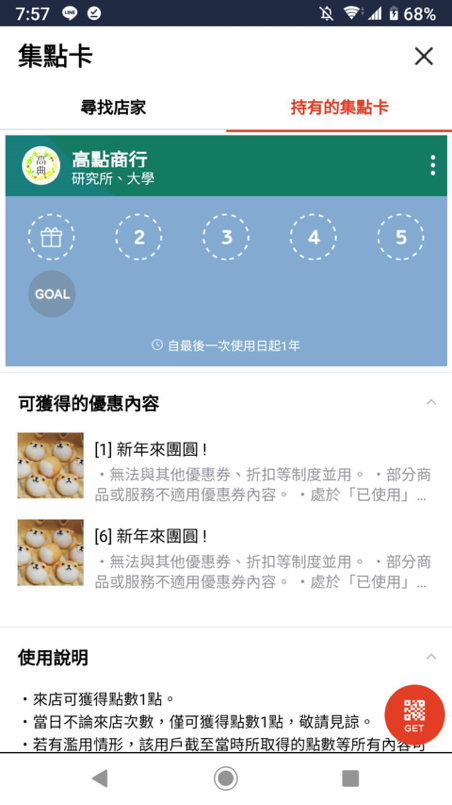 7:57
68%
集點卡
尋找店家
持有的集點卡
高點商行
研究所、大學
高
典
2
3
4
5
GOAL
自最後一次使用日起1年
可獲得的優惠內容
[1] 新年來團圓！
・無法與其他優惠券、折扣等制度並用。 ・部分商
品或服務不適用優惠券內容。 ・處於「已使用」...
[6] 新年來團圓！
・無法與其他優惠券、折扣等制度並用。 ・部分商
品或服務不適用優惠券內容。 ・處於「已使用」...
使用說明
・來店可獲得點數1點。
・當日不論來店次數，僅可獲得點數1點，敬請見諒。
・若有濫用情形，該用戶截至當時所取得的點數等所有內容可
GET